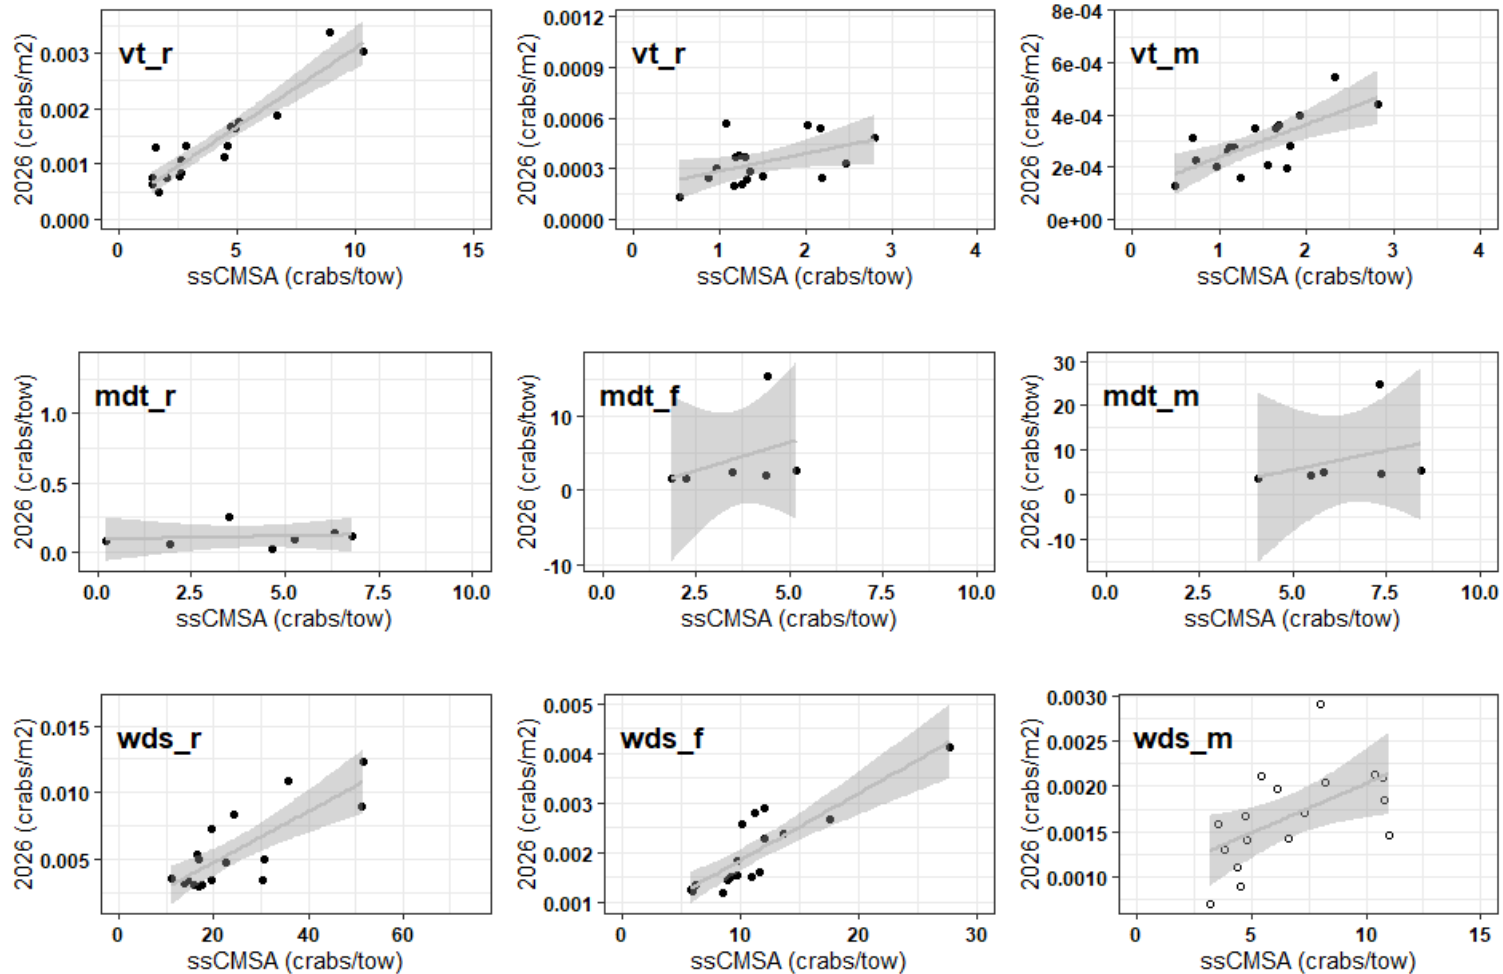 2026 (crabs/m2)
0.003
0.002
0.001
0.000
vt_r
0 5 10 15
ssCMSA (crabs/tow)
2026 (crabs/m2)
0.0012
0.0009
0.0006
0.0003
0.0000
vt_r
0 1 2 3 4
ssCMSA (crabs/tow)
2026 (crabs/m2)
8e-04
6e-04
4e-04
2e-04
0e+00
vt_m
0 1 2 3 4
ssCMSA (crabs/tow)
2026 (crabs/tow)
1.0
0.5
0.0
mdt_r
0.0 2.5 5.0 7.5 10.0
ssCMSA (crabs/tow)
2026 (crabs/tow)
10
0
-10
mdt_f
0.0 2.5 5.0 7.5 10.0
ssCMSA (crabs/tow)
2026 (crabs/tow)
30
20
10
0
-10
mdt_m
0.0 2.5 5.0 7.5 10.0
ssCMSA (crabs/tow)
2026 (crabs/m2)
0.015
0.010
0.005
wds_r
0 20 40 60
ssCMSA (crabs/tow)
2026 (crabs/m2)
0.005
0.004
0.003
0.002
0.001
wds_f
0 10 20 30
ssCMSA (crabs/tow)
2026 (crabs/m2)
0.0030
0.0025
0.0020
0.0015
0.0010
wds_m
0 5 10 15
ssCMSA (crabs/tow)